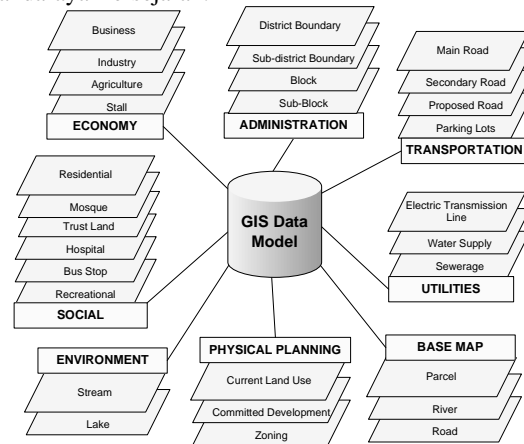 Business
Industry
Agriculture
Stall
ECONOMY
District Boundary
Sub-district Boundary
Block
Sub-Block
ADMINISTRATION
Main Road
Secondary Road
Proposed Road
Parking Lots
TRANSPORTATION
Residential
Mosque
Trust Land
Hospital
Bus Stop
Recreational
SOCIAL
GIS Data
Model
Electric Transmission
Line
Water Supply
Sewerage
UTILITIES
ENVIRONMENT
Stream
Lake
PHYSICAL PLANNING
Current Land Use
Committed Development
Zoning
BASE MAP
Parcel
River
Road